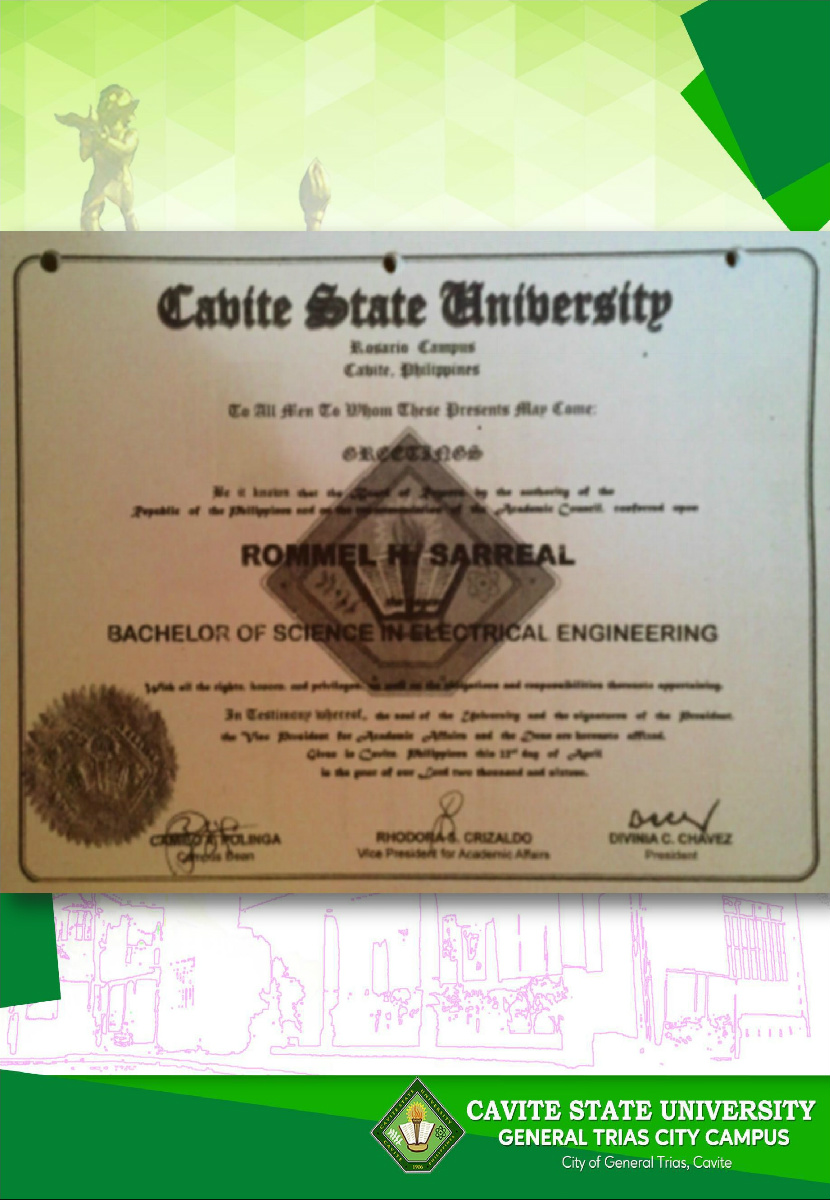 Cavite State University
Rosario Campus
Cavite, Philippines
To All Men To Whom These Presents May Come:
GREETINGS
Be it known that the Board of Regents by the authority of the
Republic of the Philippines and on the recommendation of the Academic Council, conferred upon
ROMMEL H. SARREAL
the degree
BACHELOR OF SCIENCE IN ELECTRICAL ENGINEERING
With all the rights, honors, and privileges, as well as the obligations and responsibilities thereunto appertaining.
In Testimony whereof, the seal of the University and the signatures of the President,
the Vice President for Academic Affairs and the Dean are hereunto affixed.
Given in Cavite, Philippines this day of April
in the year of our Lord two thousand and sixteen.
POLINGA
Campus Dean
RHODORA S. CRIZALDO
Vice President for Academic Affairs
DIVINIA C. CHAVEZ
President
CAVITE STATE UNIVERSITY
GENERAL TRIAS CITY CAMPUS
City of General Trias, Cavite